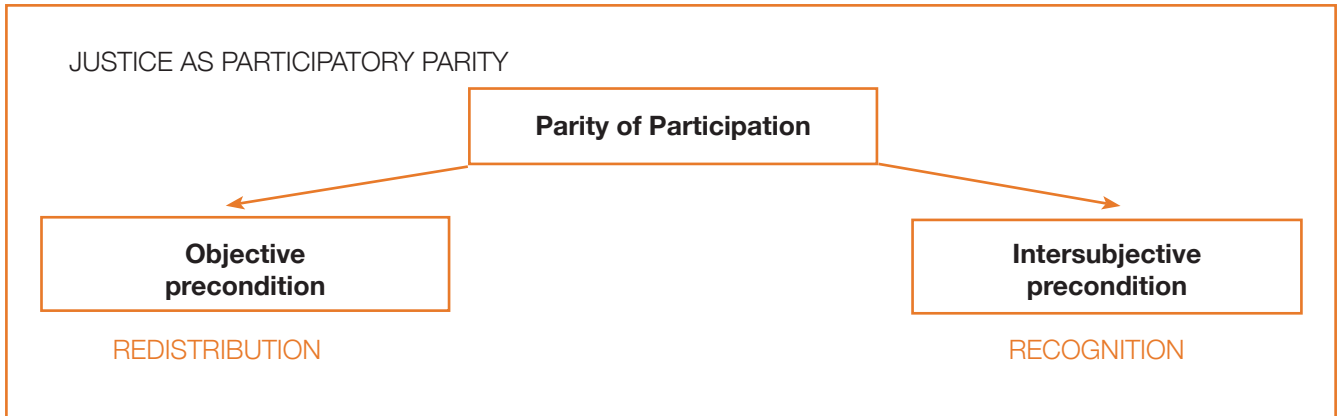 JUSTICE AS PARTICIPATORY PARITY
Parity of Participation
Objective
precondition
REDISTRIBUTION
Intersubjective
precondition
RECOGNITION